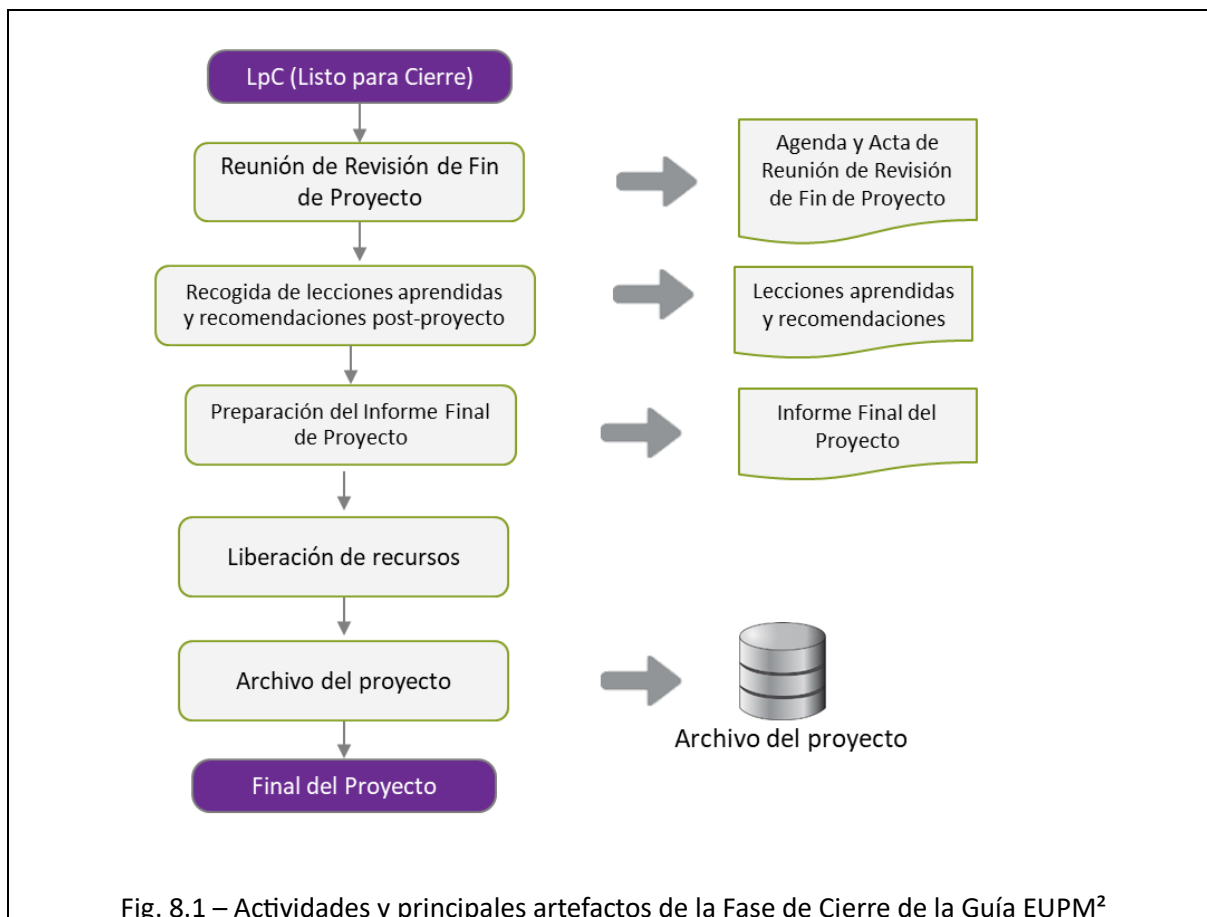 LpC (Listo para Cierre)
Reunión de Revisión de Fin
de Proyecto
Agenda y Acta de
Reunión de Revisión
de Fin de Proyecto
Recogida de lecciones aprendidas
y recomendaciones post-proyecto
Lecciones aprendidas
y recomendaciones
Preparación del Informe Final
de Proyecto
Informe Final del
Proyecto
Liberación de recursos
Archivo del proyecto
Archivo del proyecto
Final del Proyecto
Fig. 8.1 – Actividades y principales artefactos de la Fase de Cierre de la Guía EUPM²